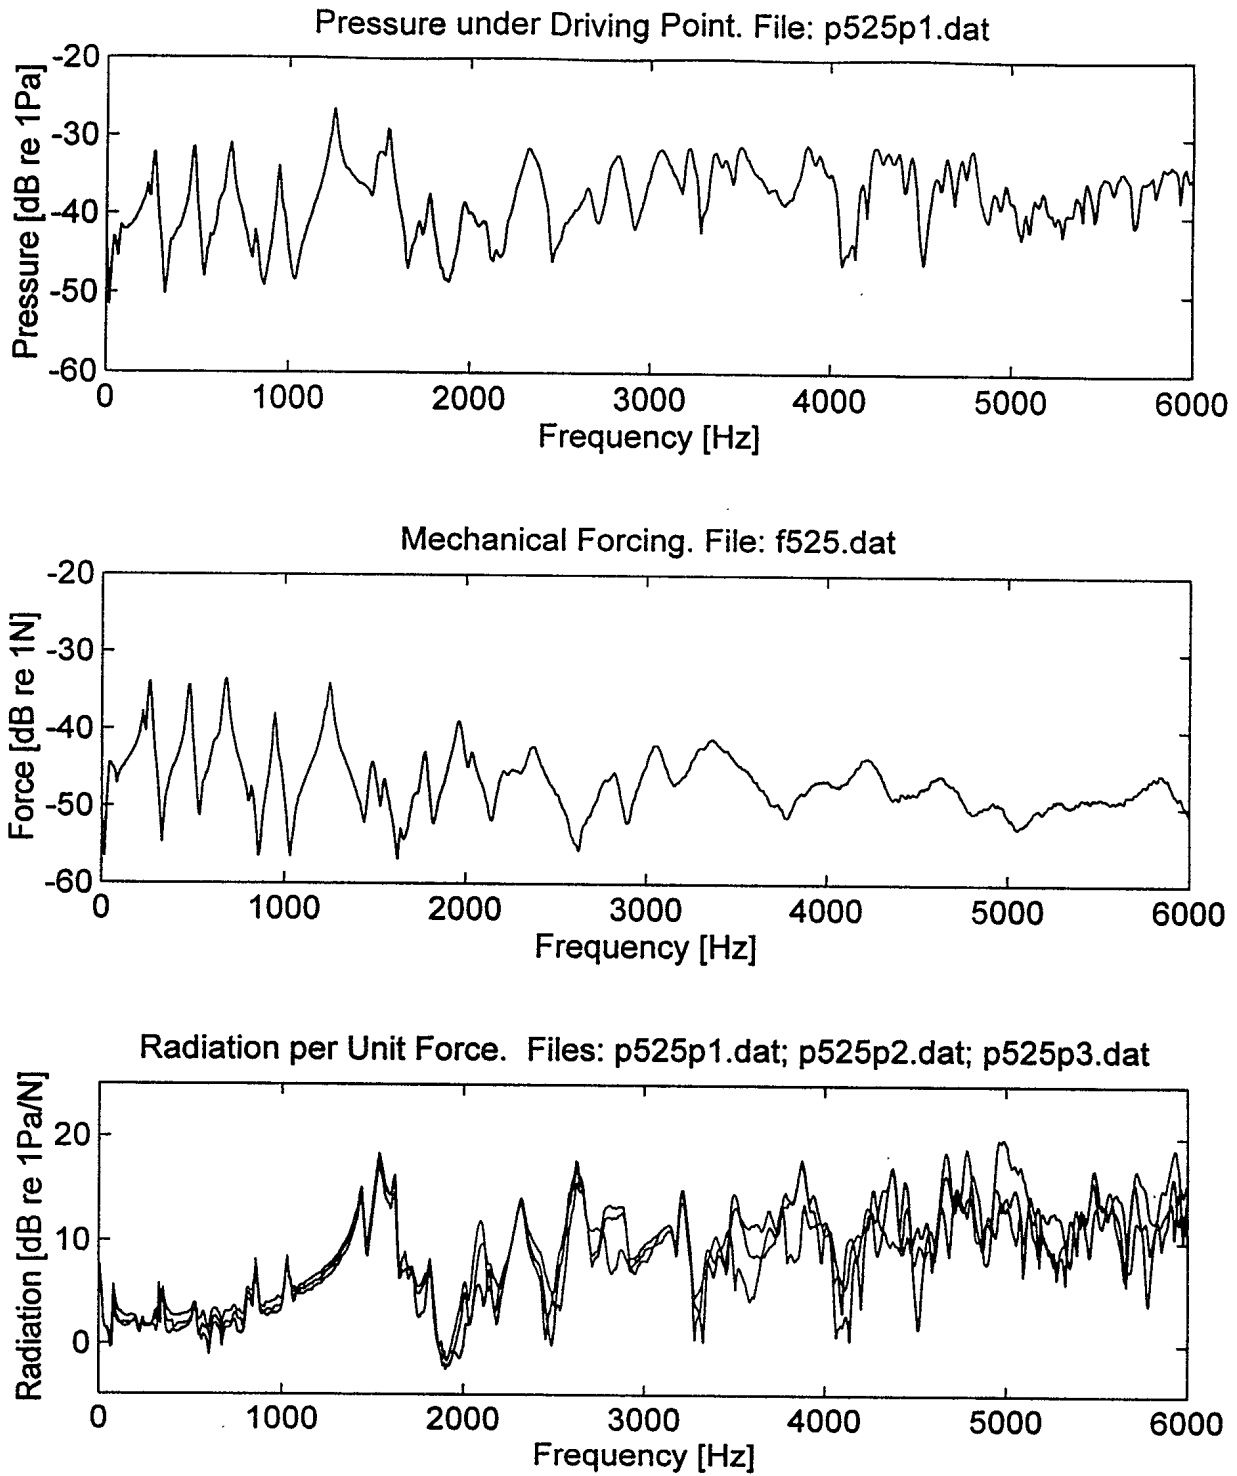 Pressure under Driving Point. File: p525p1.dat
Pressure [dB re 1Pa]
-20
-30
-40
-50
-60
0 1000 2000 3000 4000 5000 6000
Frequency [Hz]
Mechanical Forcing. File: f525.dat
Force [dB re 1N]
-20
-30
-40
-50
-60
0 1000 2000 3000 4000 5000 6000
Frequency [Hz]
Radiation per Unit Force. Files: p525p1.dat; p525p2.dat; p525p3.dat
Radiation [dB re 1Pa/N]
20
10
0
0 1000 2000 3000 4000 5000 6000
Frequency [Hz]